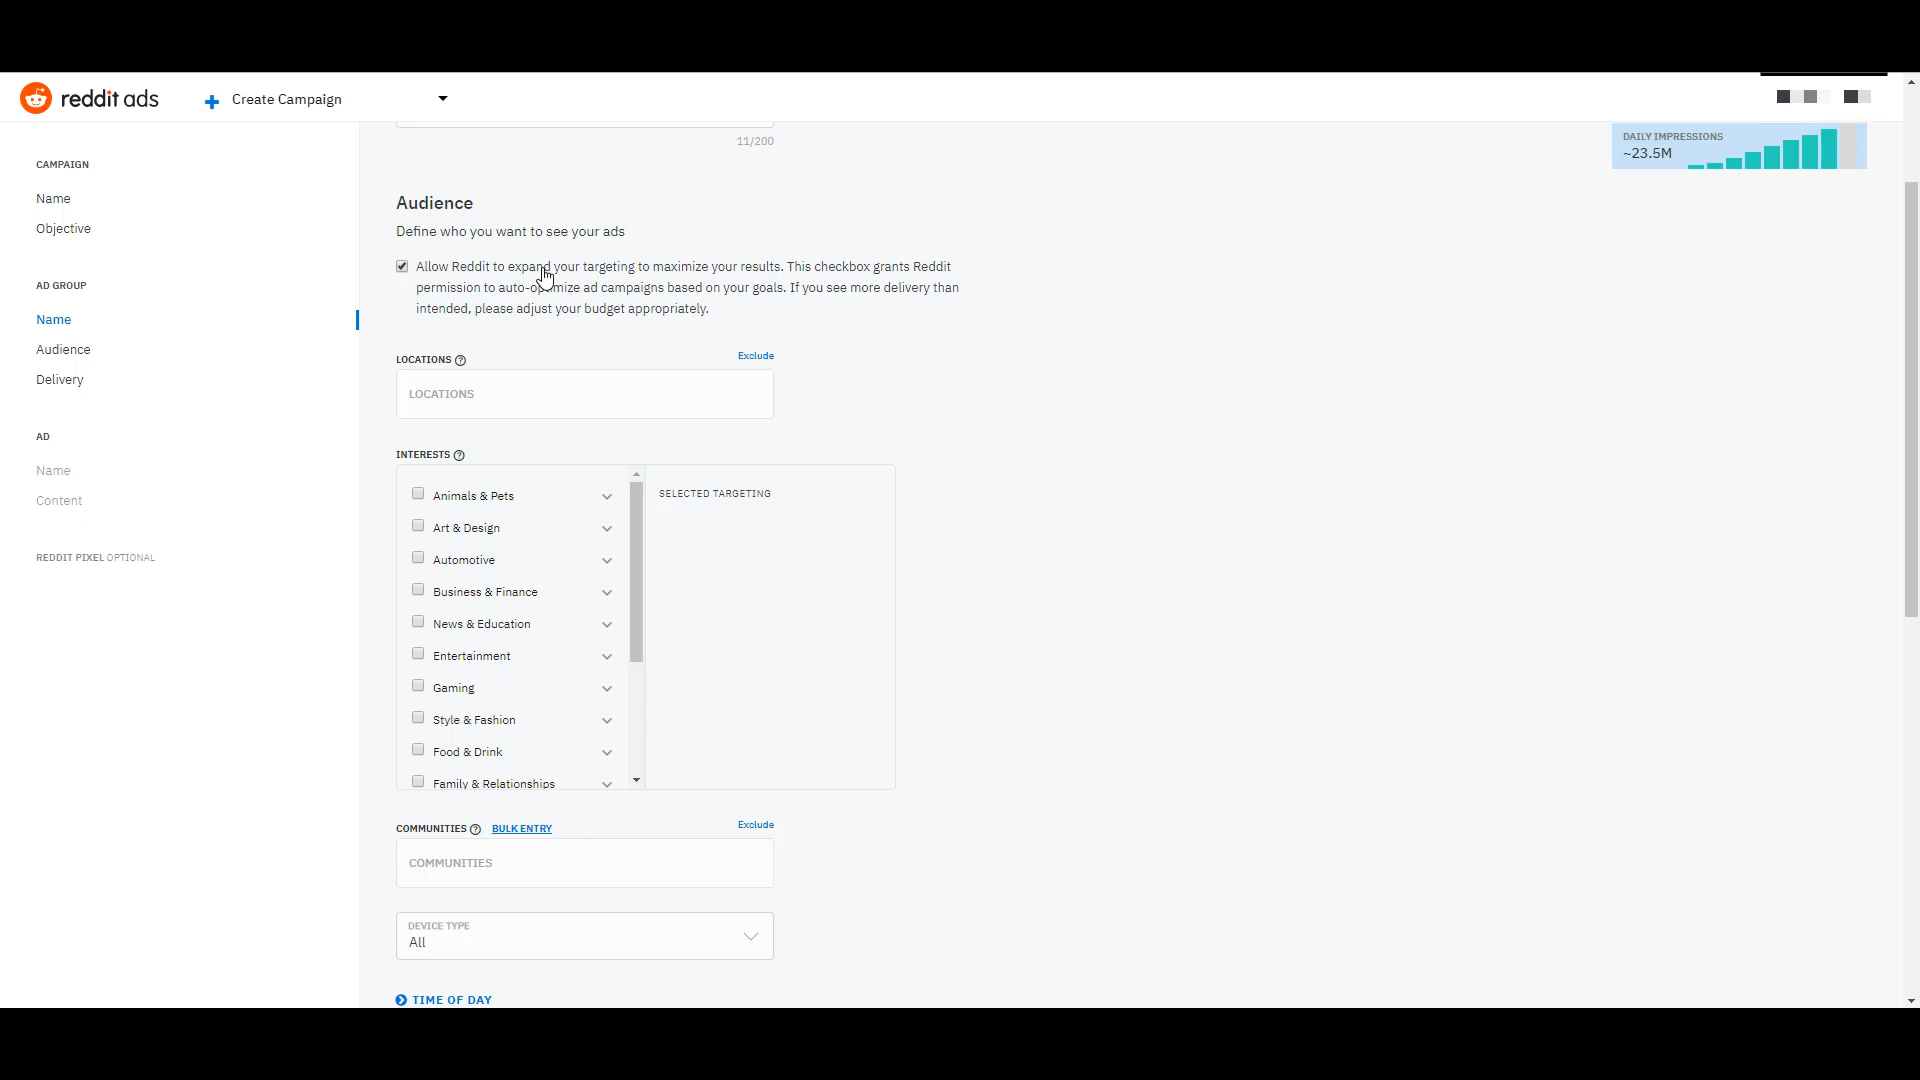 reddit ads
Create Campaign
11/200
DAILY IMPRESSIONS
~23.5M
CAMPAIGN
Name
Objective
AD GROUP
Name
Audience
Delivery
AD
Name
Content
REDDIT PIXEL OPTIONAL
Audience
Define who you want to see your ads
Allow Reddit to expand your targeting to maximize your results. This checkbox grants Reddit
permission to auto-optimize ad campaigns based on your goals. If you see more delivery than
intended, please adjust your budget appropriately.
LOCATIONS ? Exclude
LOCATIONS
INTERESTS ?
Animals & Pets
Art & Design
Automotive
Business & Finance
News & Education
Entertainment
Gaming
Style & Fashion
Food & Drink
Family & Relationships
SELECTED TARGETING
COMMUNITIES ? BULK ENTRY Exclude
COMMUNITIES
DEVICE TYPE
All
TIME OF DAY